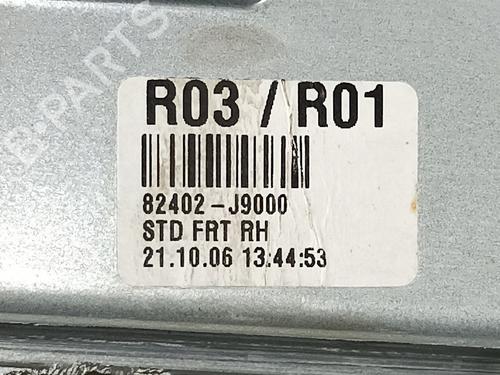 B-PARTS
R03 / R01
82402-J9000
STD FRT RH
21.10.06 13:44:53